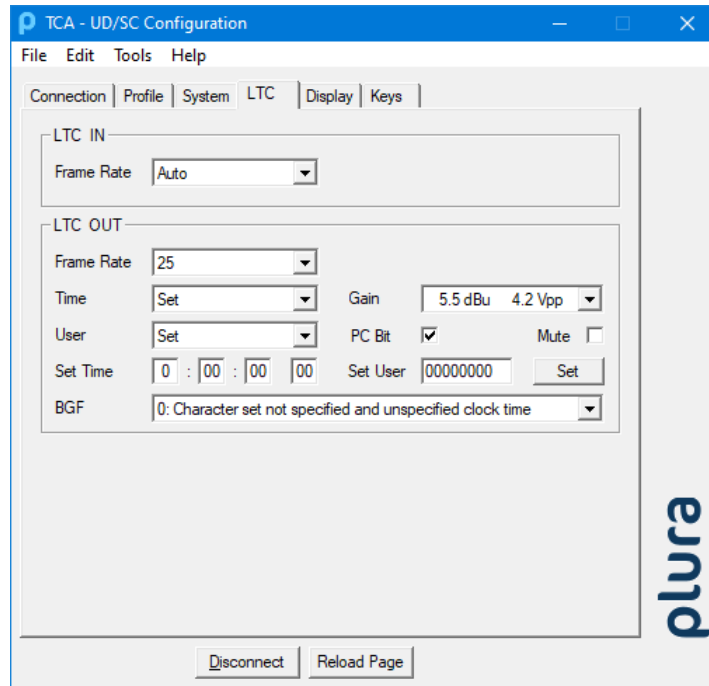 TCA - UD/SC Configuration
File Edit Tools Help
Connection Profile System LTC Display Keys
LTC IN
Frame Rate Auto
LTC OUT
Frame Rate 25
Time Set Gain 5.5 dBu 4.2 Vpp
User Set PC Bit Mute
Set Time 0 : 00 : 00 00 Set User 00000000 Set
BGF 0: Character set not specified and unspecified clock time
plura
Disconnect Reload Page